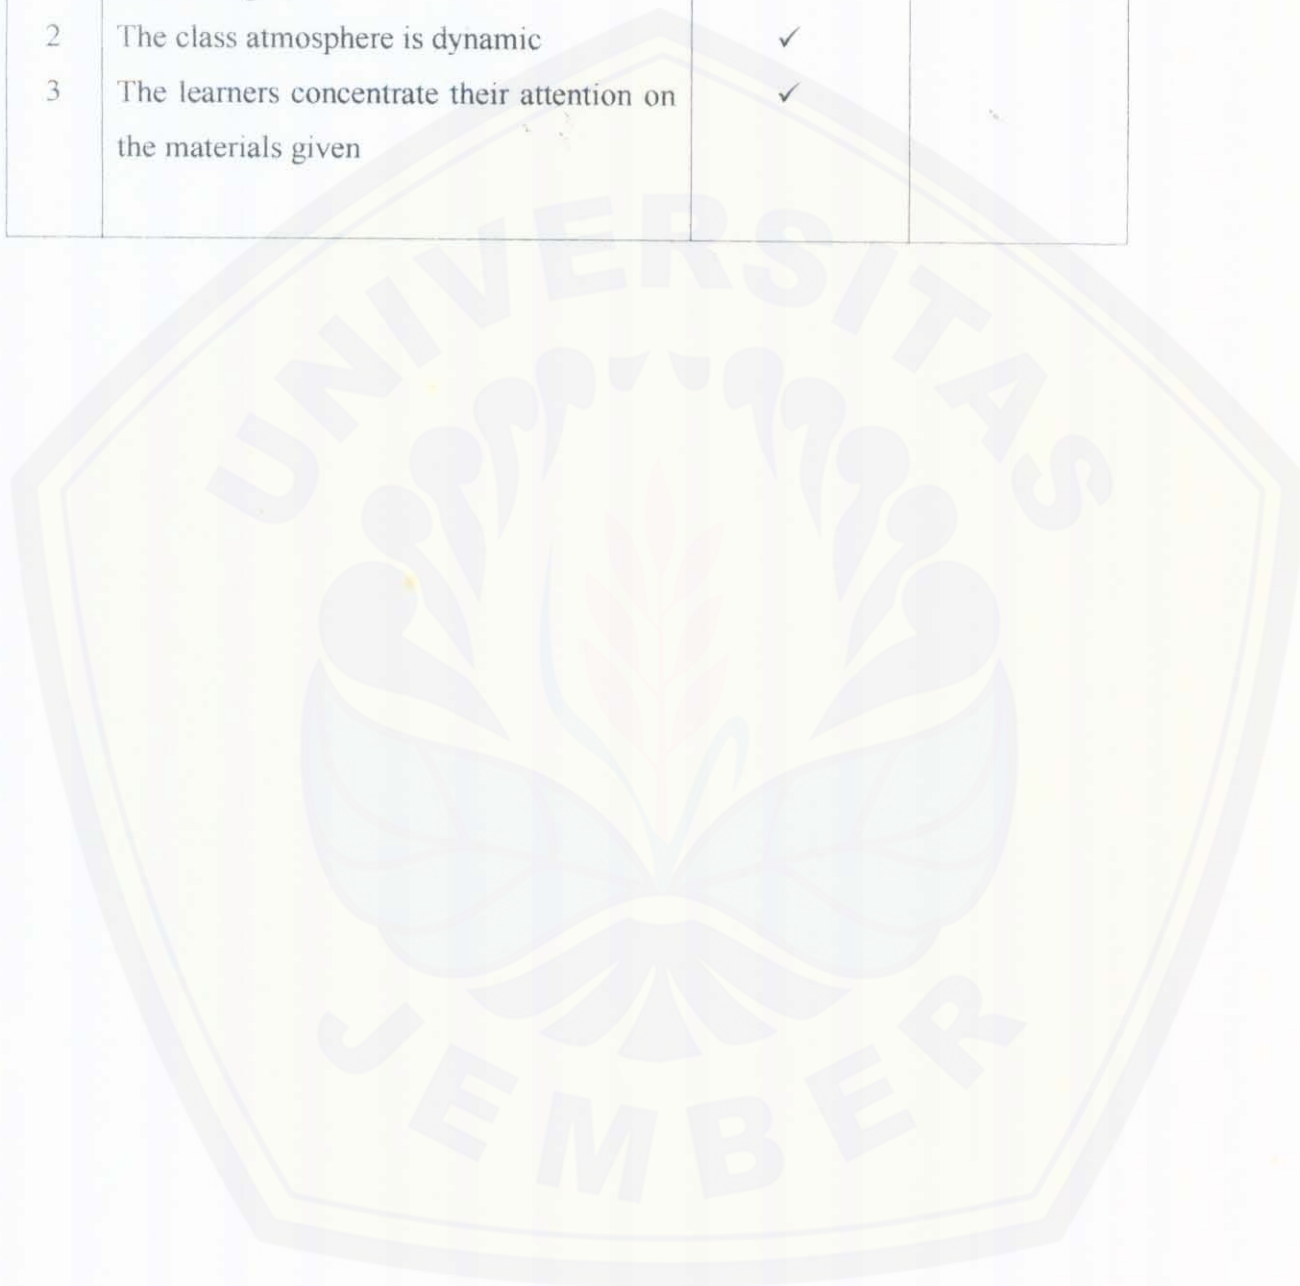 2 The class atmosphere is dynamic ✓
3 The learners concentrate their attention on ✓
the materials given
UNIVERSITAS
JEMBER